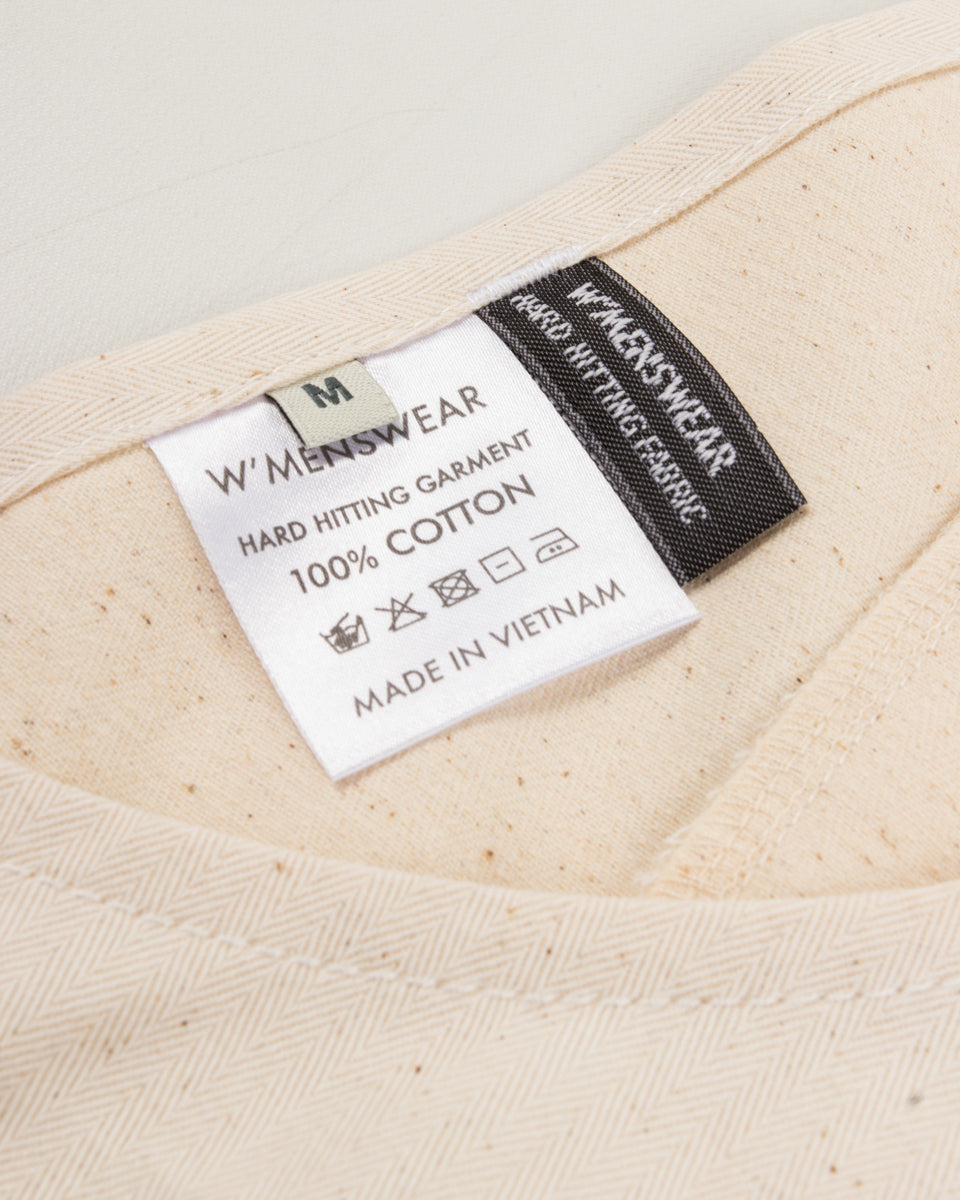 M
W'MENSWEAR
HARD HITTING GARMENT
100% COTTON
MADE IN VIETNAM
W'MENSWEAR
HARD HITTING FABRIC